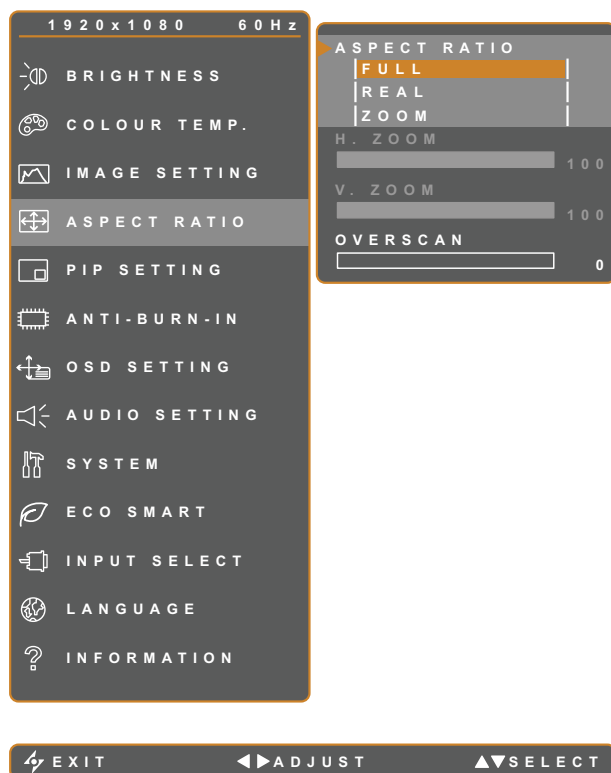 1920x1080 60Hz
BRIGHTNESS
COLOUR TEMP.
IMAGE SETTING
ASPECT RATIO
PIP SETTING
ANTI-BURN-IN
OSD SETTING
AUDIO SETTING
SYSTEM
ECO SMART
INPUT SELECT
LANGUAGE
INFORMATION
ASPECT RATIO
FULL
REAL
ZOOM
H. ZOOM
100
V. ZOOM
100
OVERSCAN
0
EXIT ADJUST SELECT